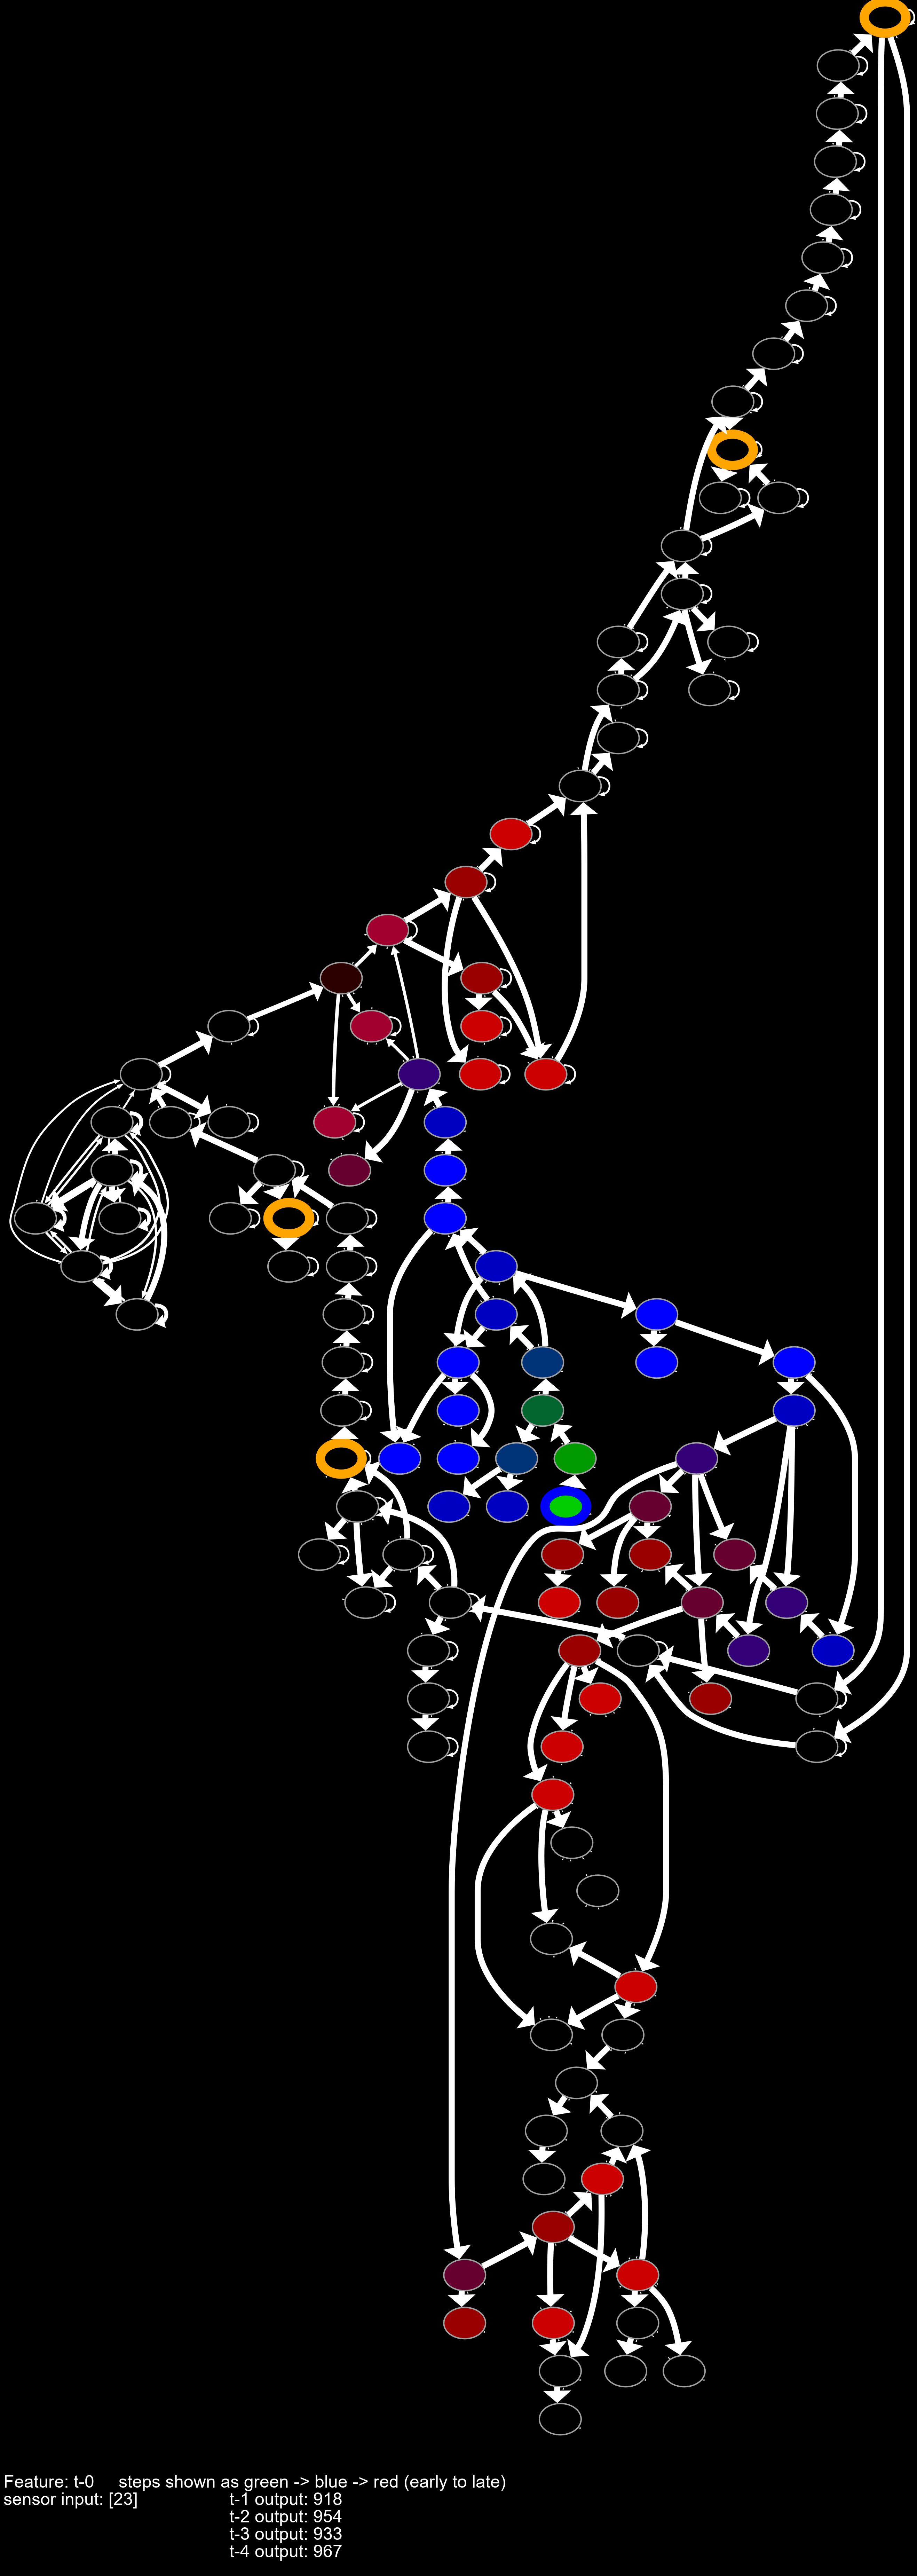 Feature: t-0 steps shown as green -> blue -> red (early to late)
sensor input: [23] t-1 output: 918
t-2 output: 954
t-3 output: 933
t-4 output: 967